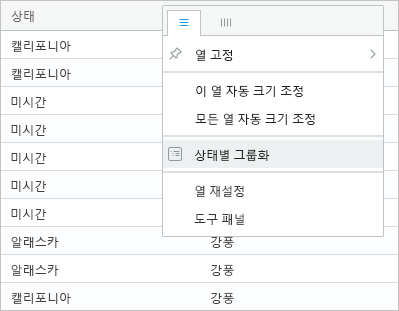 상태
캘리포니아
캘리포니아
미시간
미시간
미시간
미시간
미시간
알래스카 강풍
알래스카 강풍
캘리포니아 강풍
열 고정
이 열 자동 크기 조정
모든 열 자동 크기 조정
상태별 그룹화
열 재설정
도구 패널